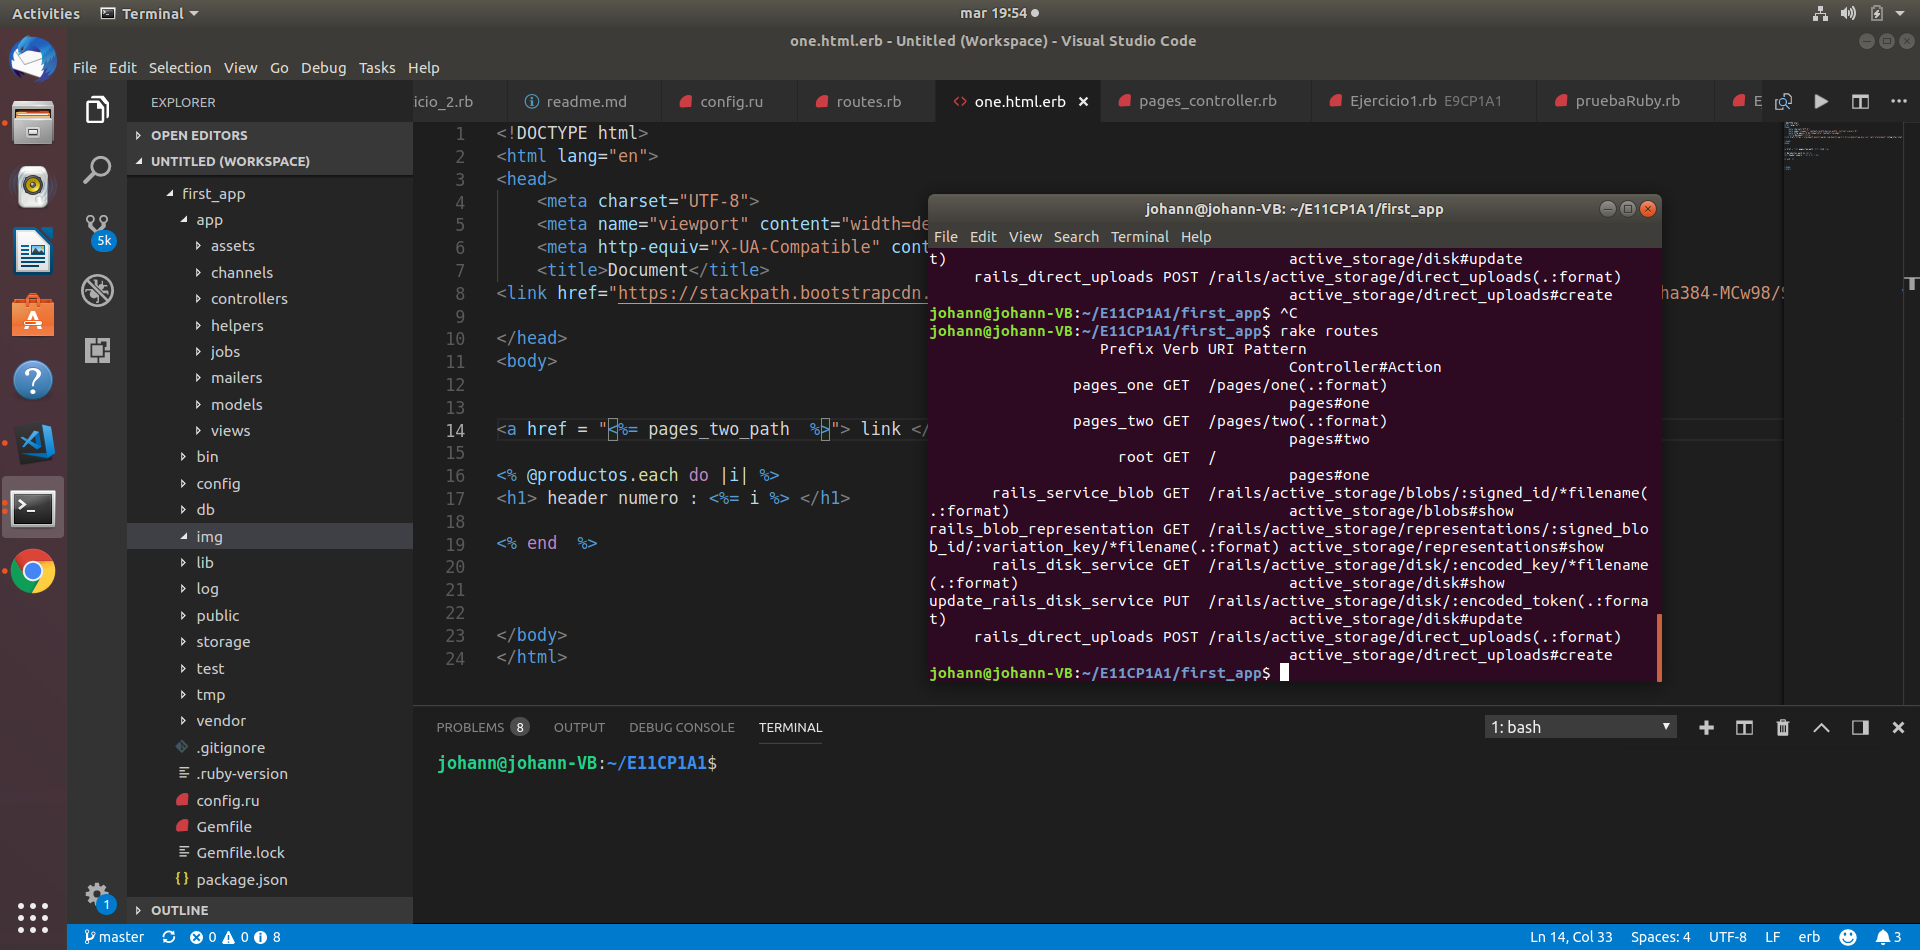 Activities Terminal mar 19:54
one.html.erb - Untitled (Workspace) - Visual Studio Code
File Edit Selection View Go Debug Tasks Help
EXPLORER
OPEN EDITORS
UNTITLED (WORKSPACE)
first_app
app
assets
channels
controllers
helpers
jobs
mailers
models
views
bin
config
db
img
lib
log
public
storage
test
tmp
vendor
.gitignore
.ruby-version
config.ru
Gemfile
Gemfile.lock
package.json
OUTLINE
5k
1
icio_2.rb readme.md config.ru routes.rb one.html.erb pages_controller.rb Ejercicio1.rb E9CP1A1 pruebaRuby.rb E
1 <!DOCTYPE html>
2 <html lang="en">
3 <head>
4 <meta charset="UTF-8">
5 <meta name="viewport" content="width=de
6 <meta http-equiv="X-UA-Compatible" cont
7 <title>Document</title>
8 <link href="https://stackpath.bootstrapcdn. ha384-MCw98/S
9
10 </head>
11 <body>
12
13
14 <a href = "<%= pages_two_path %>"> link </
15
16 <% @productos.each do |i| %>
17 <h1> header numero : <%= i %> </h1>
18
19 <% end %>
20
21
22
23 </body>
24 </html>
johann@johann-VB: ~/E11CP1A1/first_app
File Edit View Search Terminal Help
t) active_storage/disk#update
rails_direct_uploads POST /rails/active_storage/direct_uploads(.:format)
active_storage/direct_uploads#create
johann@johann-VB:~/E11CP1A1/first_app$ ^C
johann@johann-VB:~/E11CP1A1/first_app$ rake routes
Prefix Verb URI Pattern
Controller#Action
pages_one GET /pages/one(.:format)
pages#one
pages_two GET /pages/two(.:format)
pages#two
root GET /
pages#one
rails_service_blob GET /rails/active_storage/blobs/:signed_id/*filename(
.:format) active_storage/blobs#show
rails_blob_representation GET /rails/active_storage/representations/:signed_blo
b_id/:variation_key/*filename(.:format) active_storage/representations#show
rails_disk_service GET /rails/active_storage/disk/:encoded_key/*filename
(.:format) active_storage/disk#show
update_rails_disk_service PUT /rails/active_storage/disk/:encoded_token(.:forma
t) active_storage/disk#update
rails_direct_uploads POST /rails/active_storage/direct_uploads(.:format)
active_storage/direct_uploads#create
johann@johann-VB:~/E11CP1A1/first_app$
PROBLEMS 8 OUTPUT DEBUG CONSOLE TERMINAL 1: bash
johann@johann-VB:~/E11CP1A1$
master 0 0 8 Ln 14, Col 33 Spaces: 4 UTF-8 LF erb 3